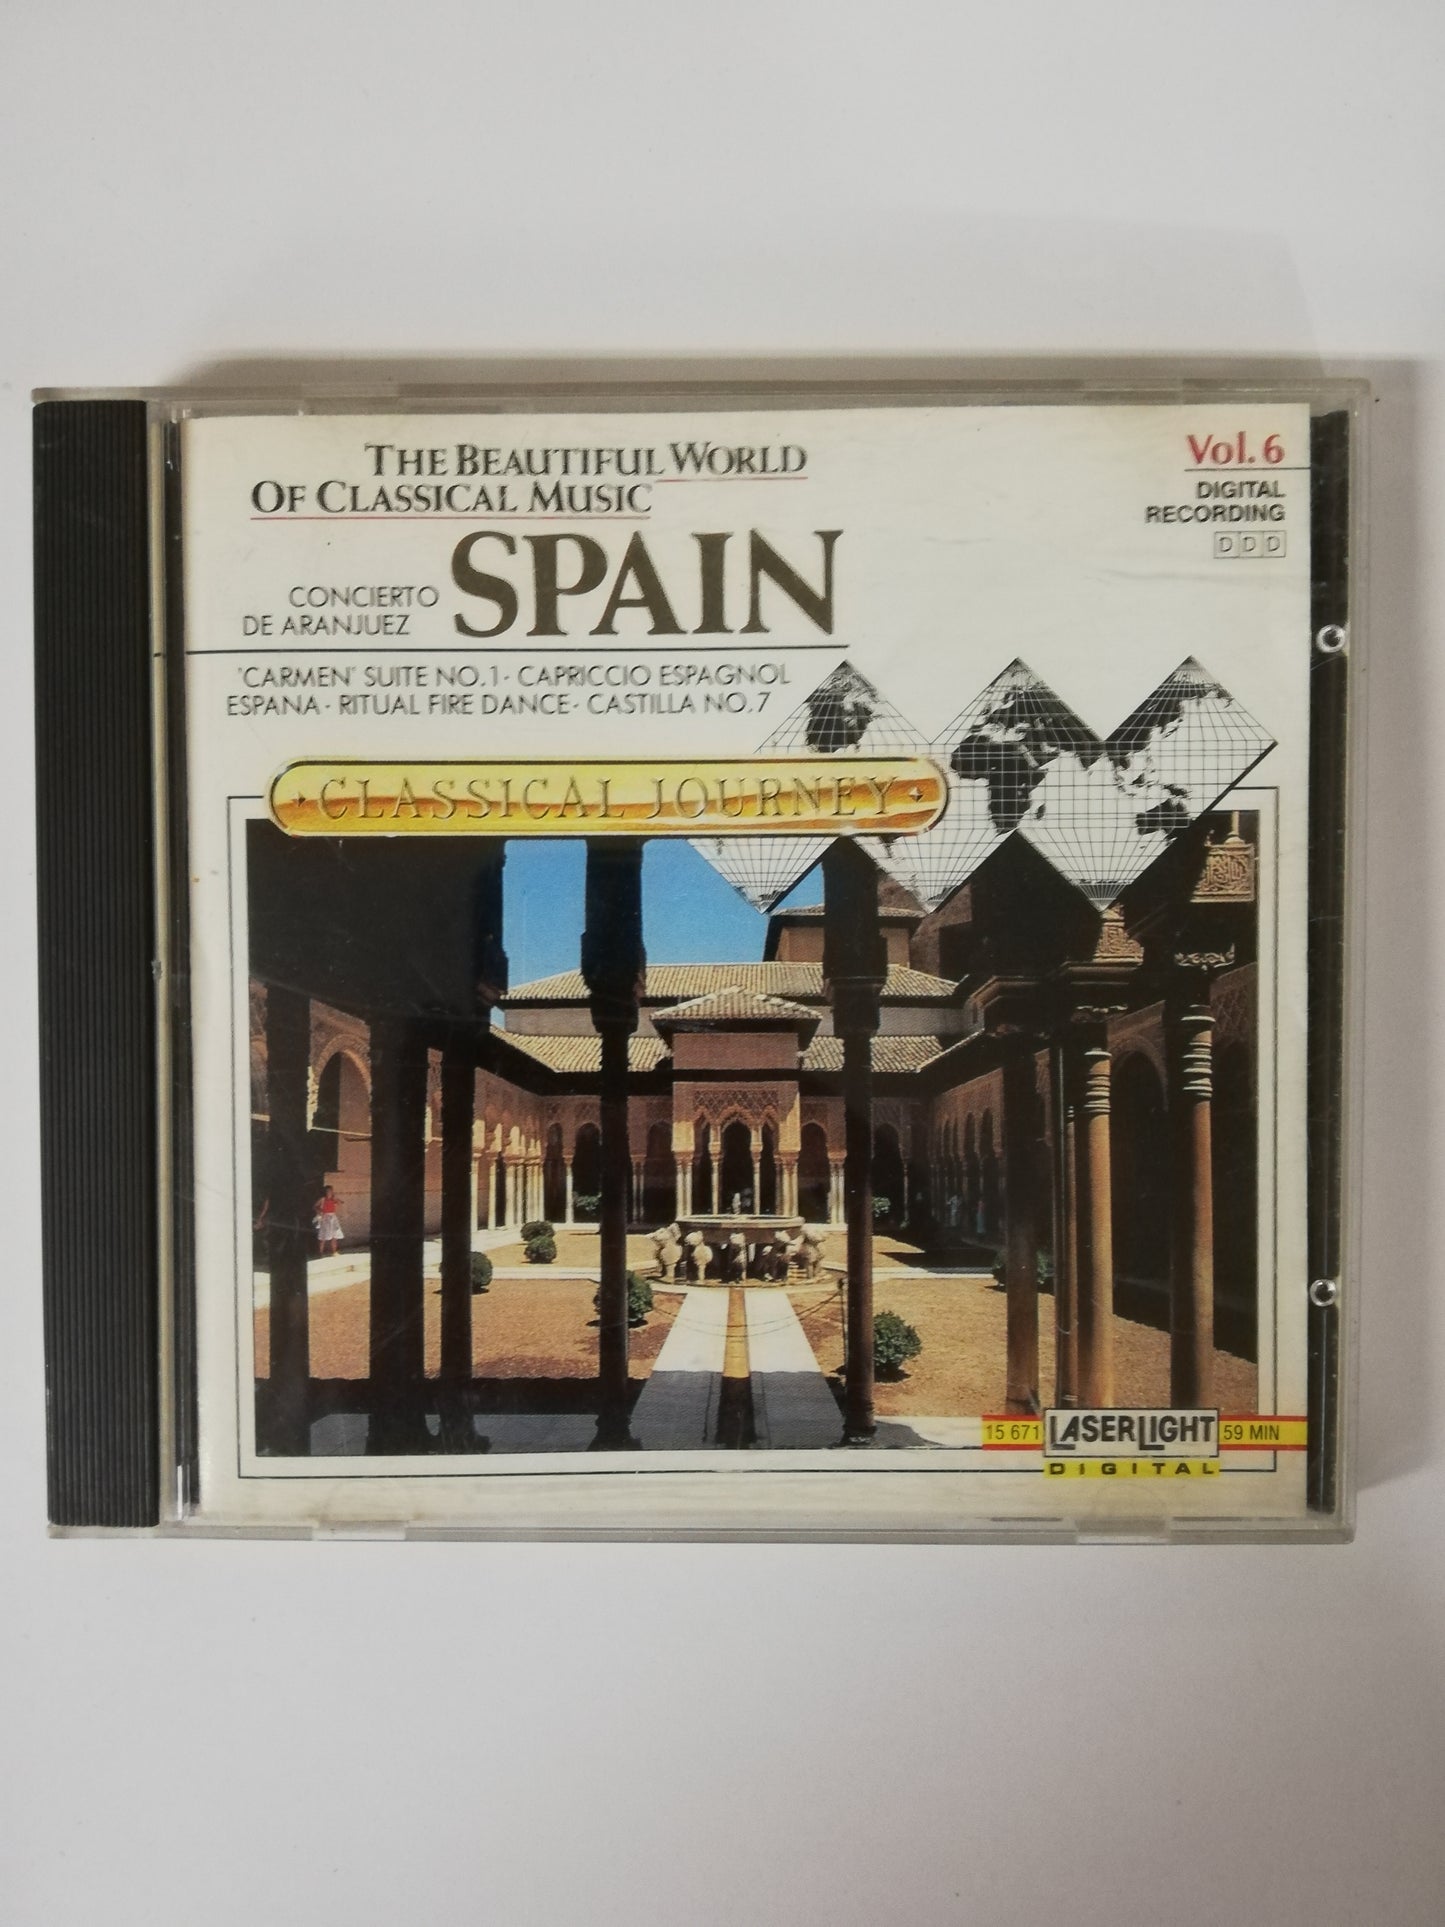 THE BEAUTIFUL WORLD
OF CLASSICAL MUSIC
Vol. 6
DIGITAL
RECORDING
DDD
CONCIERTO
DE ARANJUEZ
SPAIN
"CARMEN" SUITE NO.1 - CAPRICCIO ESPAGNOL
ESPANA - RITUAL FIRE DANCE - CASTILLA NO.7
CLASSICAL JOURNEY
15 671 LASERLIGHT 59 MIN
DIGITAL